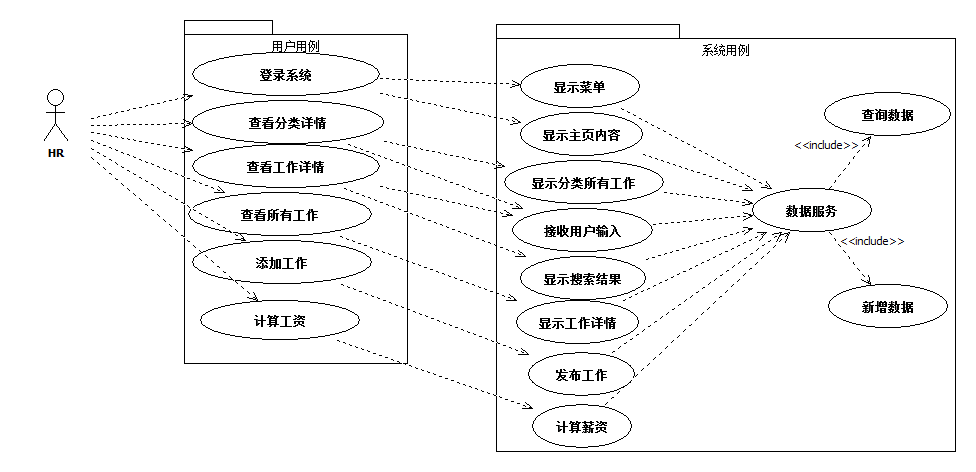 HR
用户用例
登录系统
查看分类详情
查看工作详情
查看所有工作
添加工作
计算工资
系统用例
显示菜单
显示主页内容
显示分类所有工作
接收用户输入
显示搜索结果
显示工作详情
发布工作
计算薪资
数据服务
<<include>>
查询数据
<<include>>
新增数据